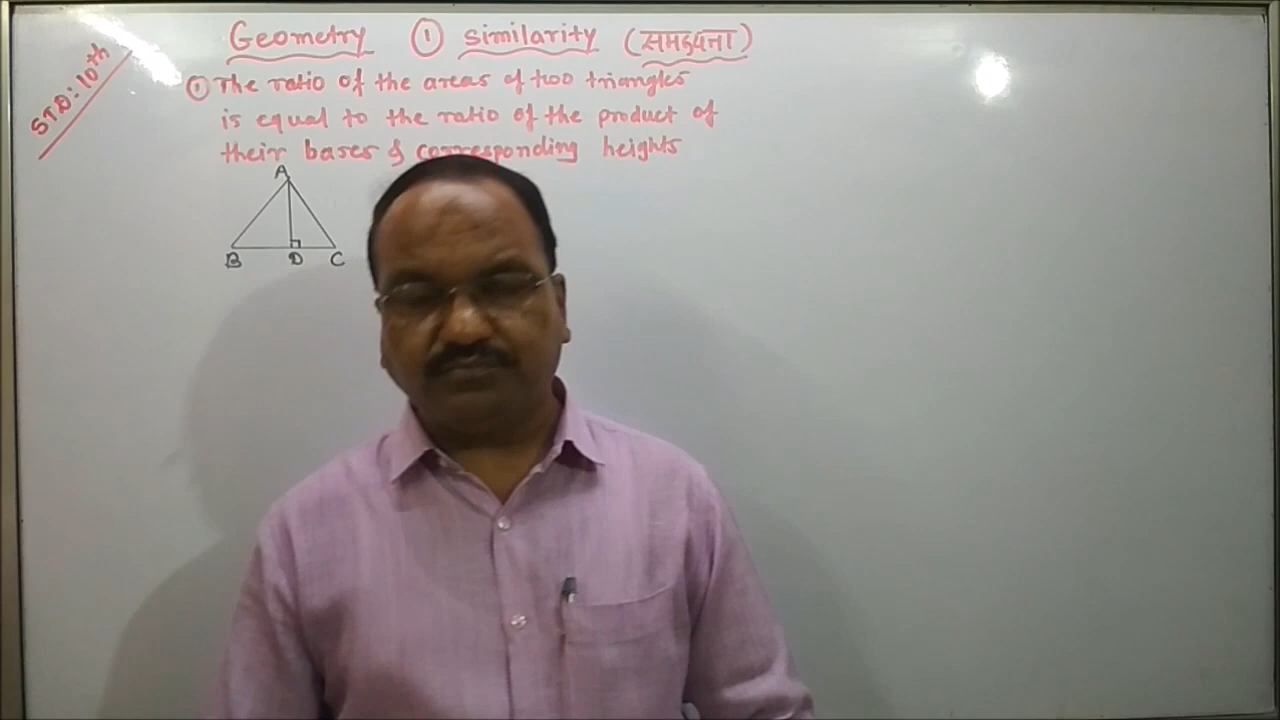 Geometry ① Similarity (समरूपता)
STD: 10th
① The ratio of the areas of two triangles
is equal to the ratio of the product of
their bases & corresponding heights
A
B D C